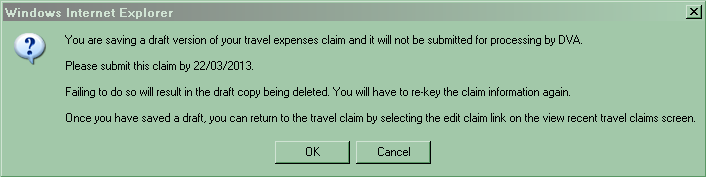 Windows Internet Explorer
You are saving a draft version of your travel expenses claim and it will not be submitted for processing by DVA.
Please submit this claim by 22/03/2013.
Failing to do so will result in the draft copy being deleted. You will have to re-key the claim information again.
Once you have saved a draft, you can return to the travel claim by selecting the edit claim link on the view recent travel claims screen.
OK
Cancel